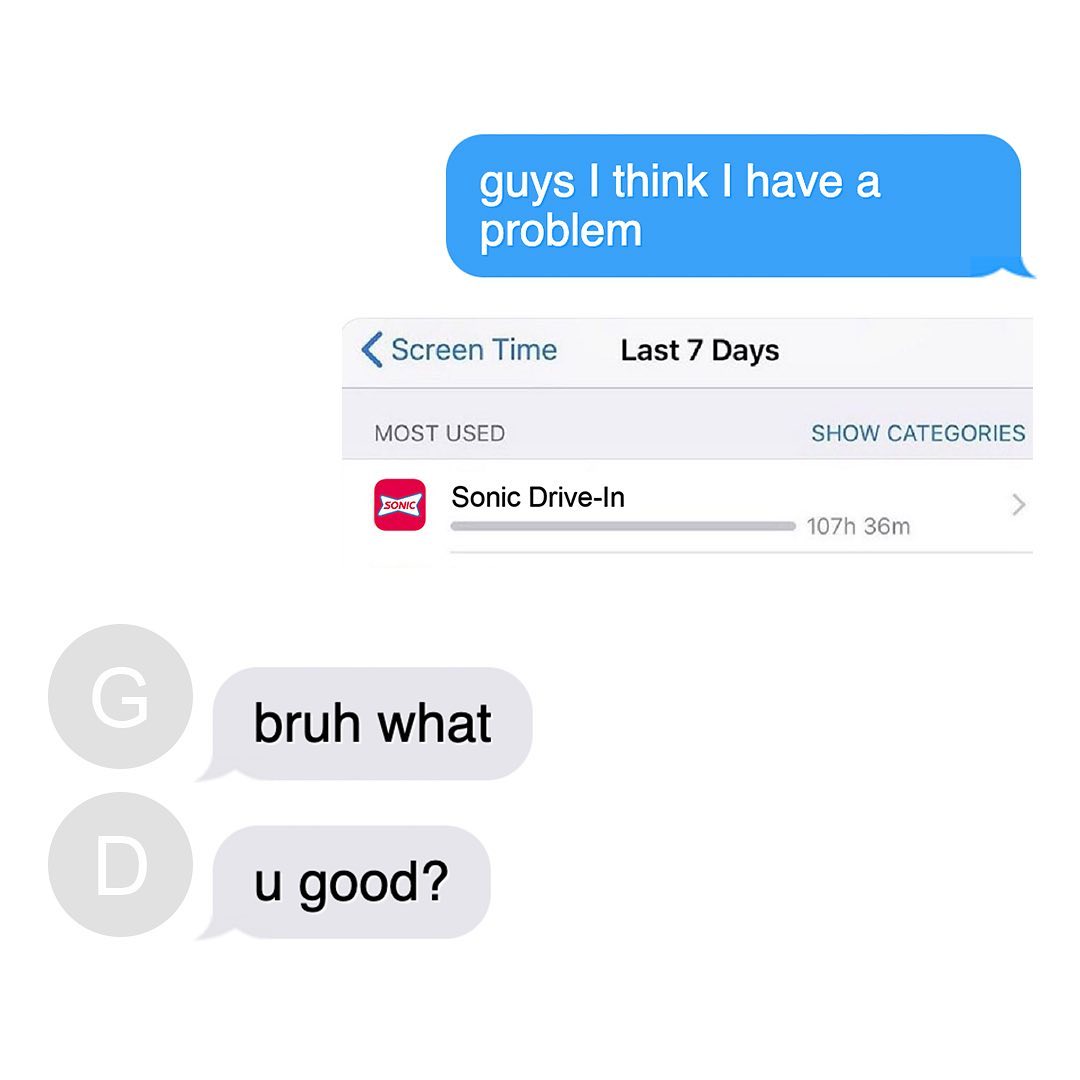 guys I think I have a
problem
Screen Time Last 7 Days
MOST USED SHOW CATEGORIES
SONIC Sonic Drive-In
107h 36m
G
bruh what
D
u good?